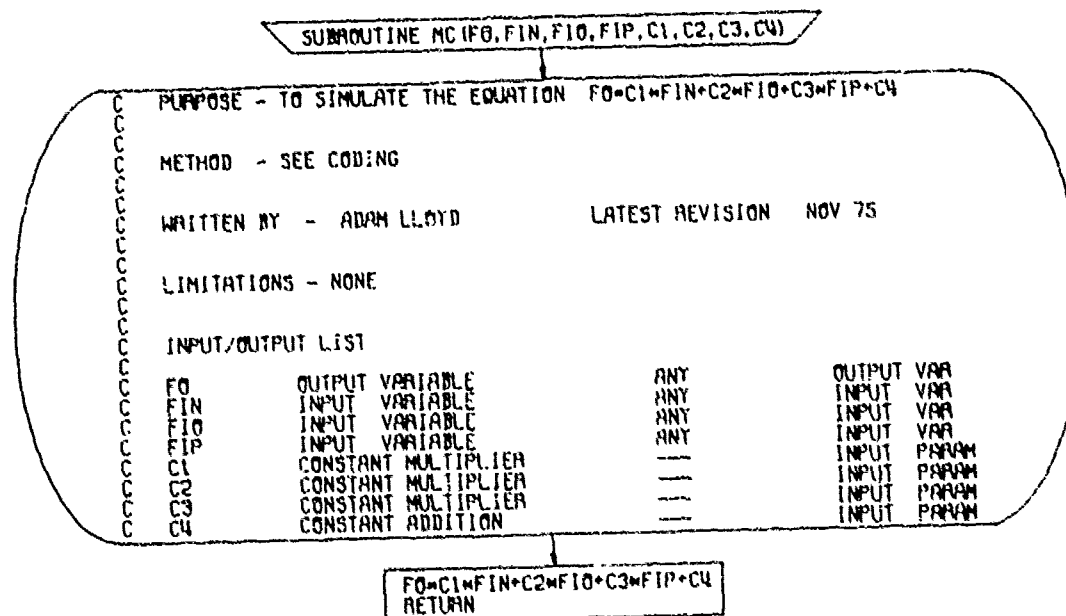 SUBROUTINE MC(FO,FIN,FIO,FIP,C1,C2,C3,C4)
C PURPOSE - TO SIMULATE THE EQUATION FO=C1*FIN+C2*FIO+C3*FIP+C4
C
C
C METHOD - SEE CODING
C
C
C WRITTEN BY - ADAM LLOYD LATEST REVISION NOV 75
C
C
C LIMITATIONS - NONE
C
C
C INPUT/OUTPUT LIST
C
C FO OUTPUT VARIABLE ANY OUTPUT VAR
C FIN INPUT VARIABLE ANY INPUT VAR
C FIO INPUT VARIABLE ANY INPUT VAR
C FIP INPUT VARIABLE ANY INPUT VAR
C C1 CONSTANT MULTIPLIER --- INPUT PARAM
C C2 CONSTANT MULTIPLIER --- INPUT PARAM
C C3 CONSTANT MULTIPLIER --- INPUT PARAM
C C4 CONSTANT ADDITION --- INPUT PARAM
FO=C1*FIN+C2*FIO+C3*FIP+C4
RETURN